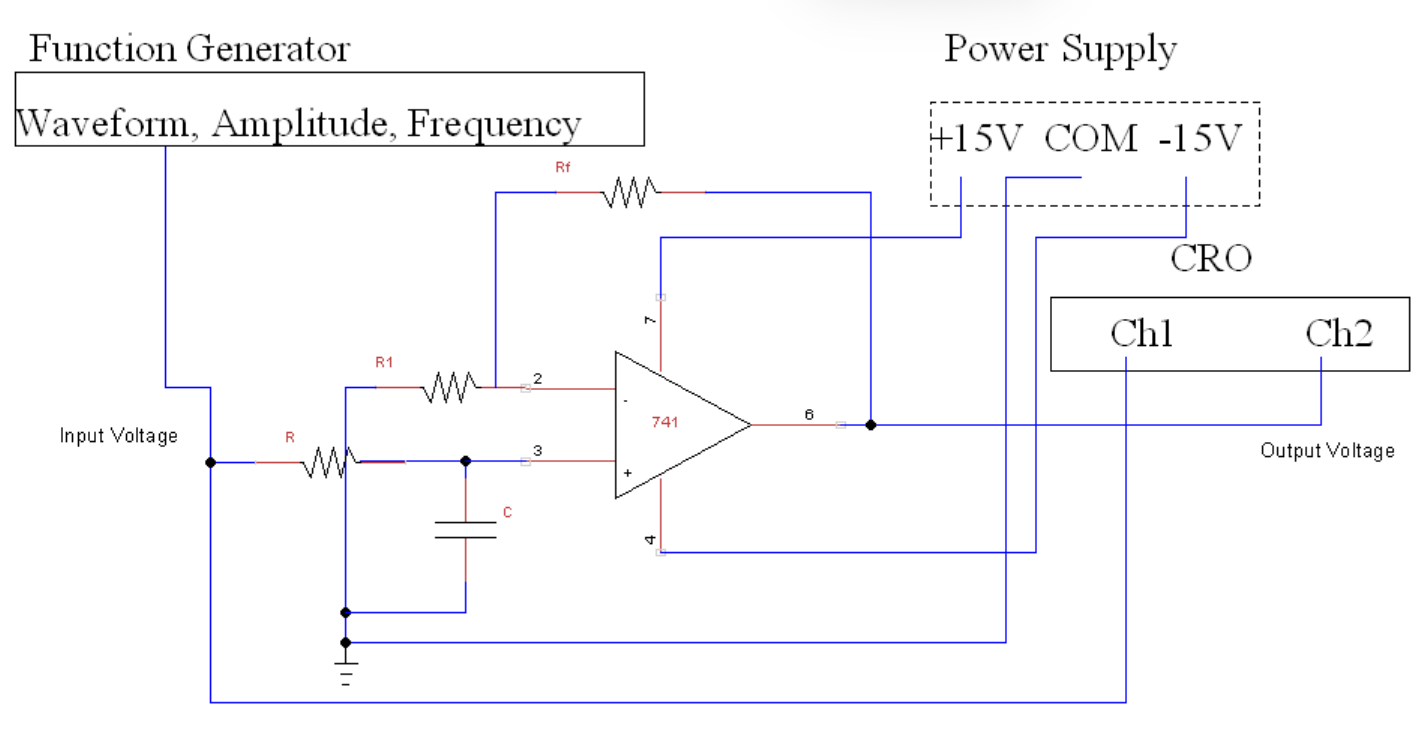 Function Generator
Power Supply
Waveform, Amplitude, Frequency
+15V COM -15V
Rf
CRO
7
Ch1 Ch2
R1
2
-
741
6
Input Voltage
R
3
+
Output Voltage
C
4